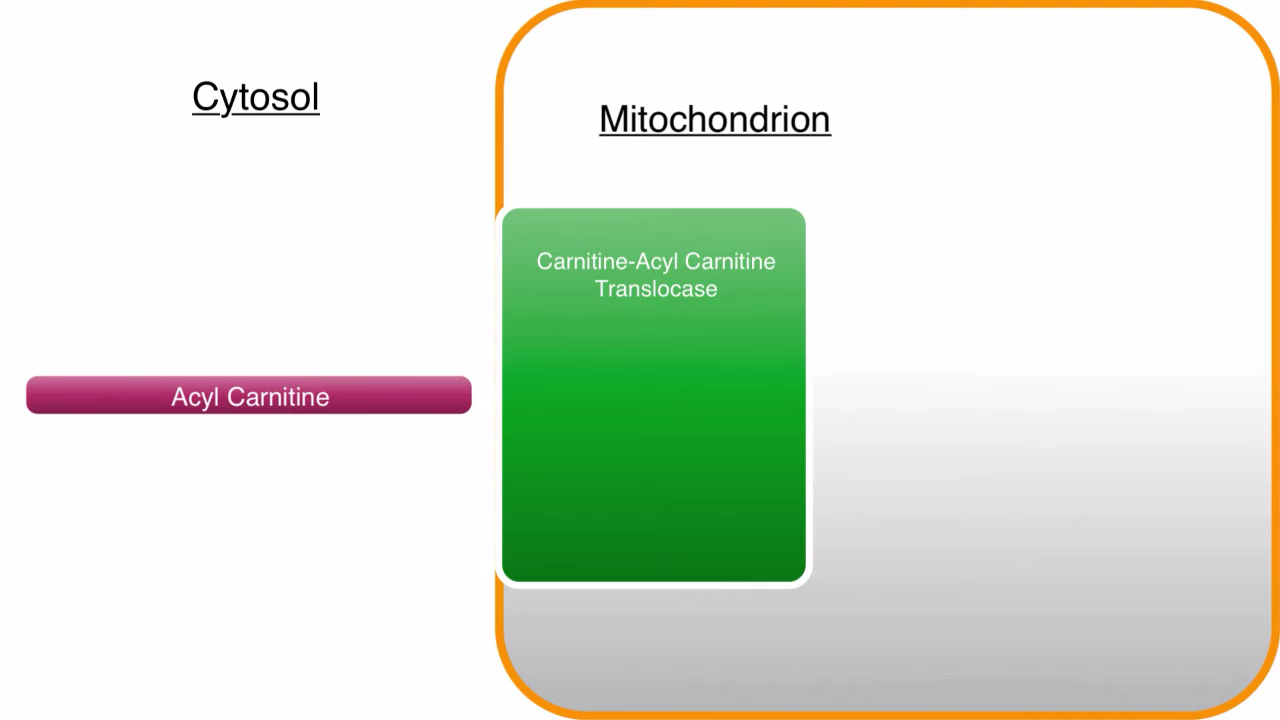 Cytosol
Mitochondrion
Carnitine-Acyl Carnitine
Translocase
Acyl Carnitine